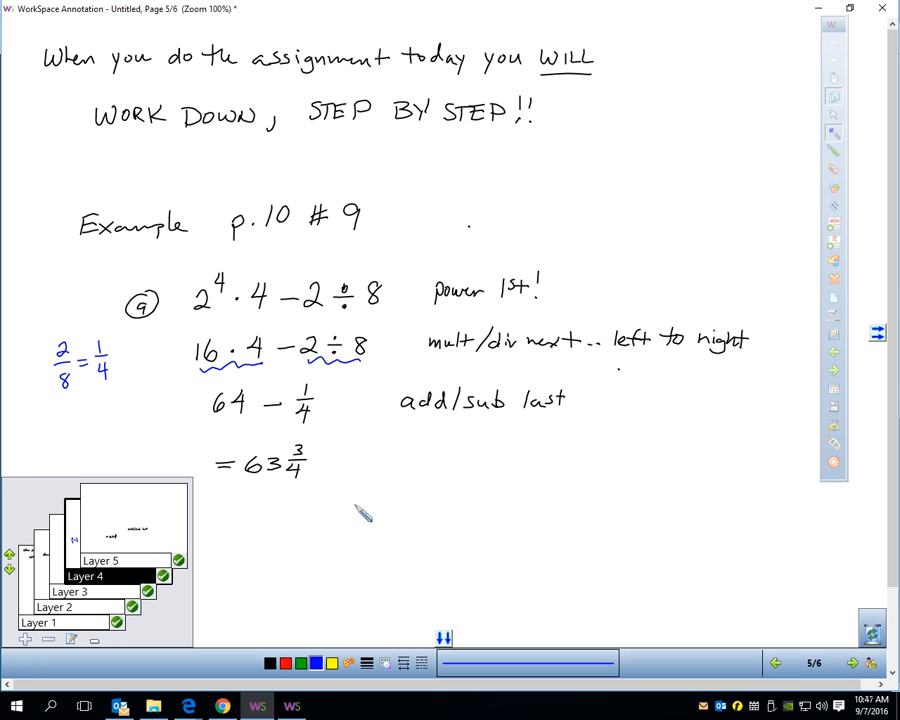 WorkSpace Annotation - Untitled, Page 5/6 (Zoom 100%) *
When you do the assignment today you WILL
WORK DOWN, STEP BY STEP!!
Example p.10 # 9
(a) 2^4 · 4 - 2 ÷ 8 power 1st!
2/8 = 1/4 16 · 4 - 2 ÷ 8 mult/div next.. left to right
64 - 1/4 add/sub last
= 63 3/4
Layer 5
Layer 4
Layer 3
Layer 2
Layer 1
5/6
10:47 AM
9/7/2016